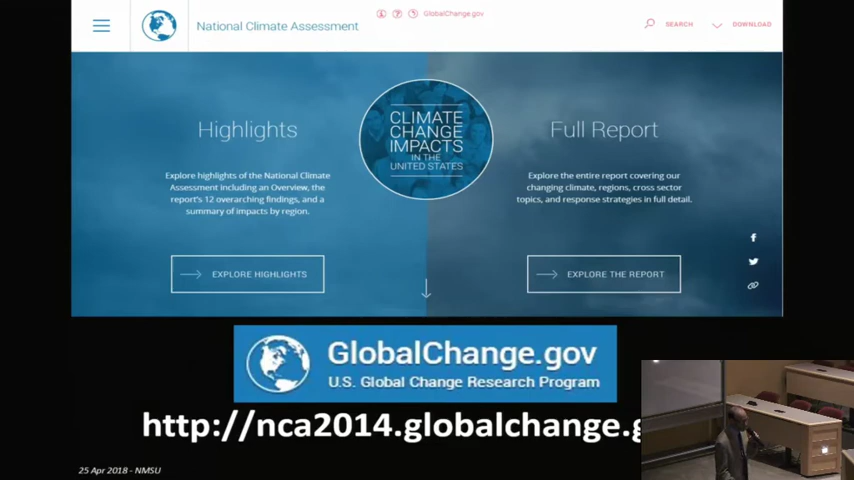 National Climate Assessment
GlobalChange.gov
SEARCH
DOWNLOAD
Highlights
Explore highlights of the National Climate
Assessment including an Overview, the
report's 12 overarching findings, and a
summary of impacts by region.
EXPLORE HIGHLIGHTS
CLIMATE
CHANGE
IMPACTS
IN THE
UNITED STATES
Full Report
Explore the entire report covering our
changing climate, regions, cross sector
topics, and response strategies in full detail.
EXPLORE THE REPORT
GlobalChange.gov
U.S. Global Change Research Program
http://nca2014.globalchange.g
25 Apr 2018 - NMSU